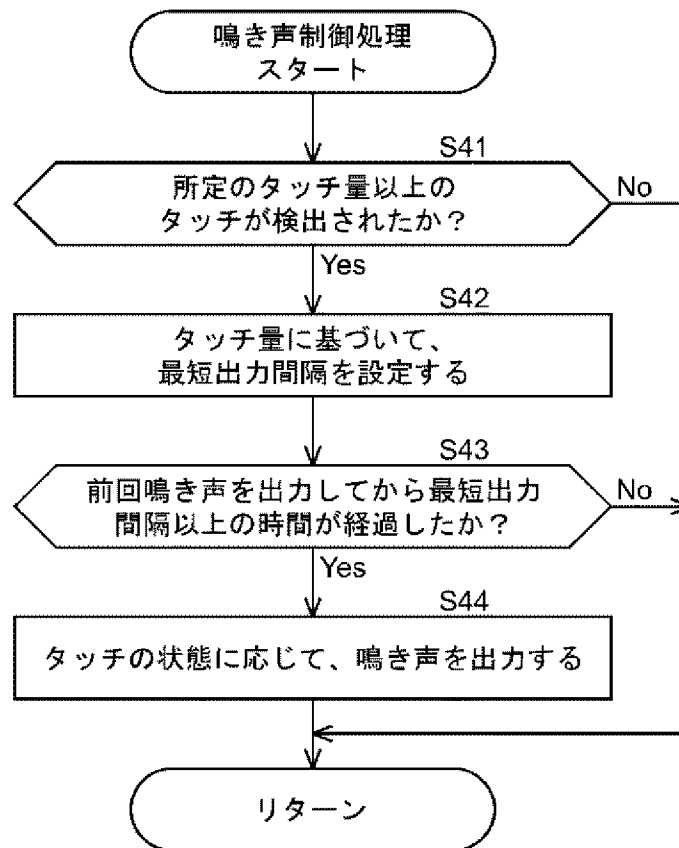 鳴き声制御処理
スタート
S41
所定のタッチ量以上の
タッチが検出されたか?
No
Yes
S42
タッチ量に基づいて、
最短出力間隔を設定する
S43
前回鳴き声を出力してから最短出力
間隔以上の時間が経過したか?
No
Yes
S44
タッチの状態に応じて、鳴き声を出力する
リターン